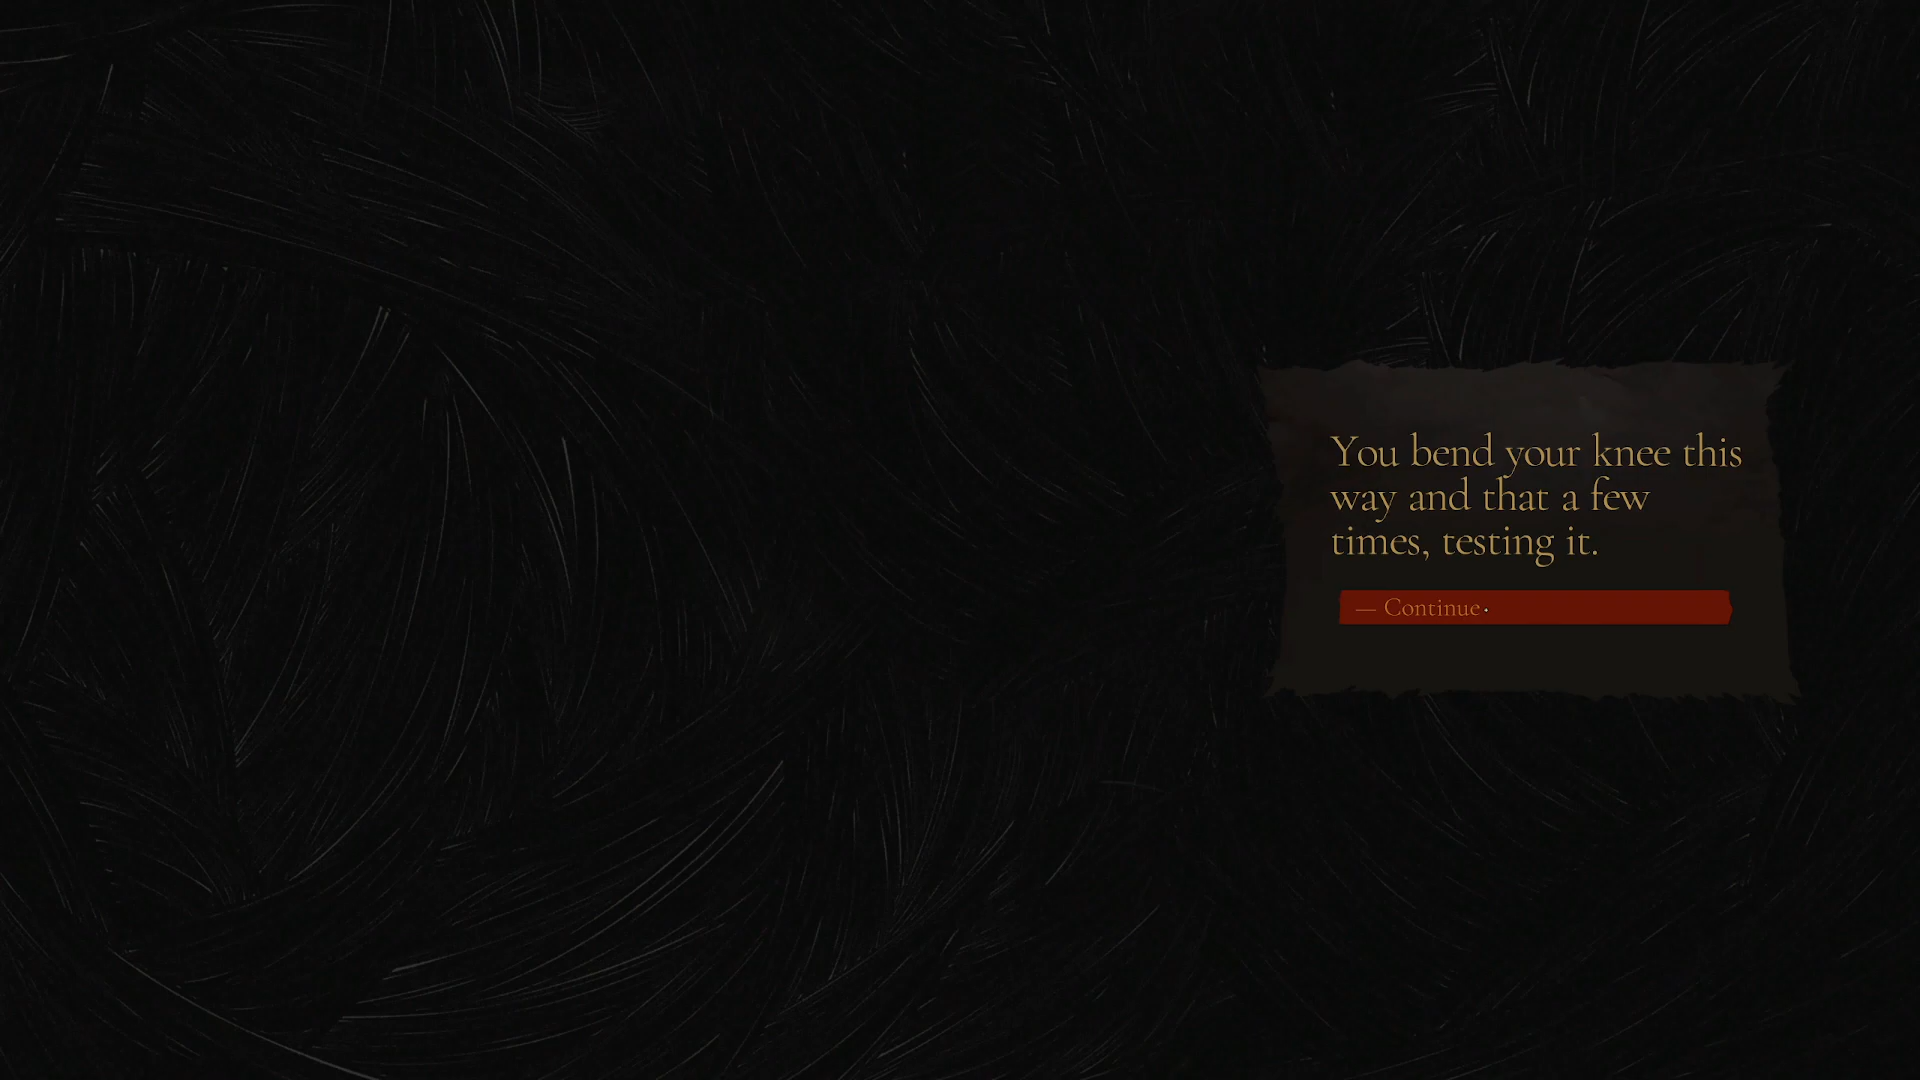 You bend your knee this
way and that a few
times, testing it.
— Continue